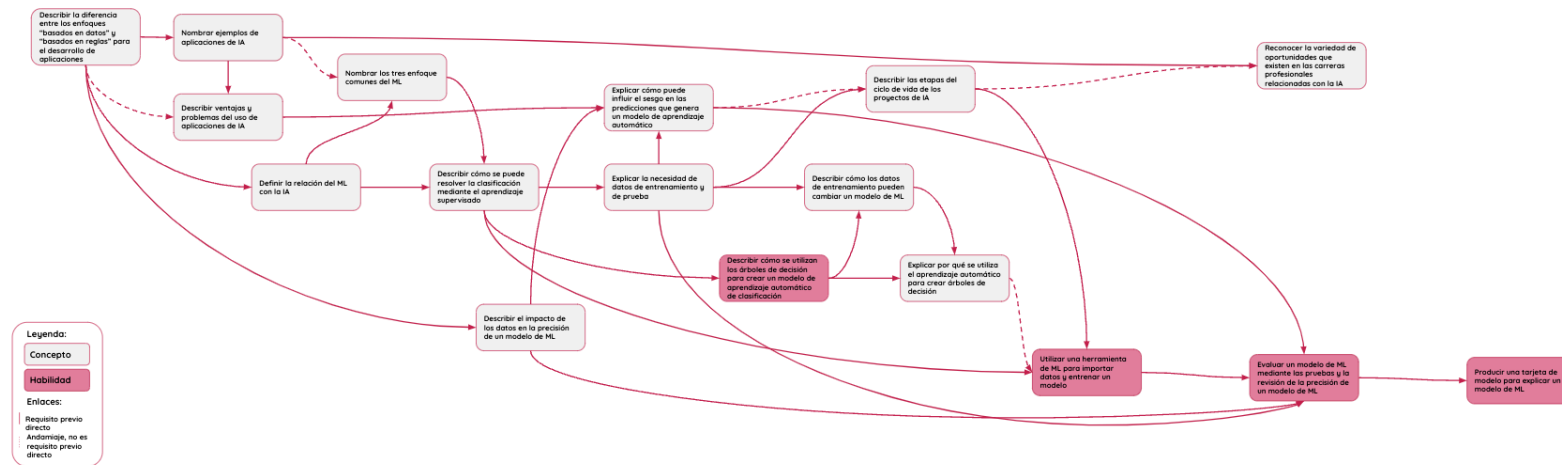 Describir la diferencia
entre los enfoques
"basados en datos" y
"basados en reglas" para
el desarrollo de
aplicaciones
Nombrar ejemplos de
aplicaciones de IA
Describir ventajas y
problemas del uso de
aplicaciones de IA
Nombrar los tres enfoque
comunes del ML
Definir la relación del ML
con la IA
Describir cómo se puede
resolver la clasificación
mediante el aprendizaje
supervisado
Explicar cómo puede
influir el sesgo en las
predicciones que genera
un modelo de aprendizaje
automático
Explicar la necesidad de
datos de entrenamiento y
de prueba
Describir las etapas del
ciclo de vida de los
proyectos de IA
Reconocer la variedad de
oportunidades que
existen en las carreras
profesionales
relacionadas con la IA
Describir cómo los datos
de entrenamiento pueden
cambiar un modelo de ML
Describir cómo se utilizan
los árboles de decisión
para crear un modelo de
aprendizaje automático
de clasificación
Explicar por qué se utiliza
el aprendizaje automático
para crear árboles de
decisión
Describir el impacto de
los datos en la precisión
de un modelo de ML
Utilizar una herramienta
de ML para importar
datos y entrenar un
modelo
Evaluar un modelo de ML
mediante las pruebas y la
revisión de la precisión de
un modelo de ML
Producir una tarjeta de
modelo para explicar un
modelo de ML
Leyenda:
Concepto
Habilidad
Enlaces:
Requisito previo
directo
Andamiaje, no es
requisito previo
directo